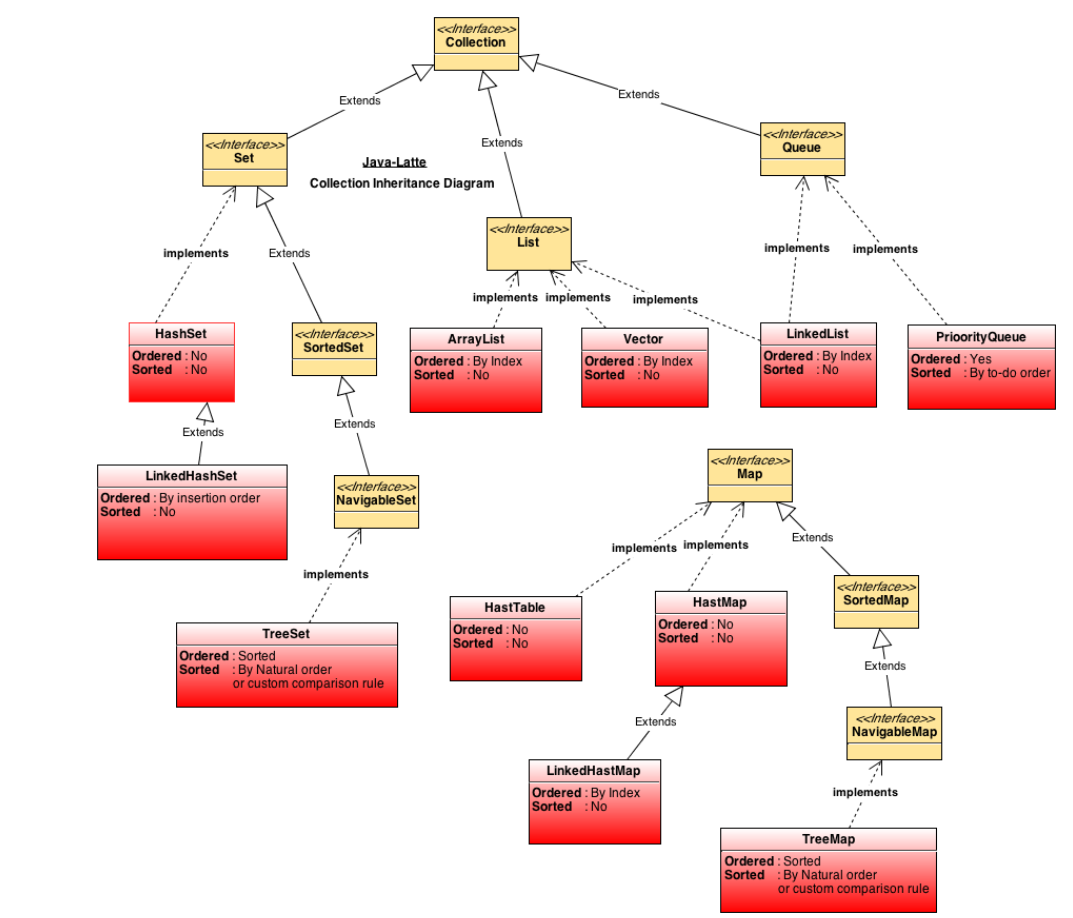 <<Interface>>
Collection
Extends
Extends
Extends
<<Interface>>
Set
<<Interface>>
Queue
Java-Latte
Collection Inheritance Diagram
<<Interface>>
List
implements
Extends
implements
implements
implements
implements
implements
HashSet
Ordered : No
Sorted : No
<<Interface>>
SortedSet
ArrayList
Ordered : By Index
Sorted : No
Vector
Ordered : By Index
Sorted : No
LinkedList
Ordered : By Index
Sorted : No
PrioorityQueue
Ordered : Yes
Sorted : By to-do order
Extends
Extends
LinkedHashSet
Ordered : By insertion order
Sorted : No
<<Interface>>
NavigableSet
implements
TreeSet
Ordered : Sorted
Sorted : By Natural order
or custom comparison rule
<<Interface>>
Map
implements
implements
Extends
HastTable
Ordered : No
Sorted : No
HastMap
Ordered : No
Sorted : No
<<Interface>>
SortedMap
Extends
Extends
LinkedHastMap
Ordered : By Index
Sorted : No
<<Interface>>
NavigableMap
implements
TreeMap
Ordered : Sorted
Sorted : By Natural order
or custom comparison rule